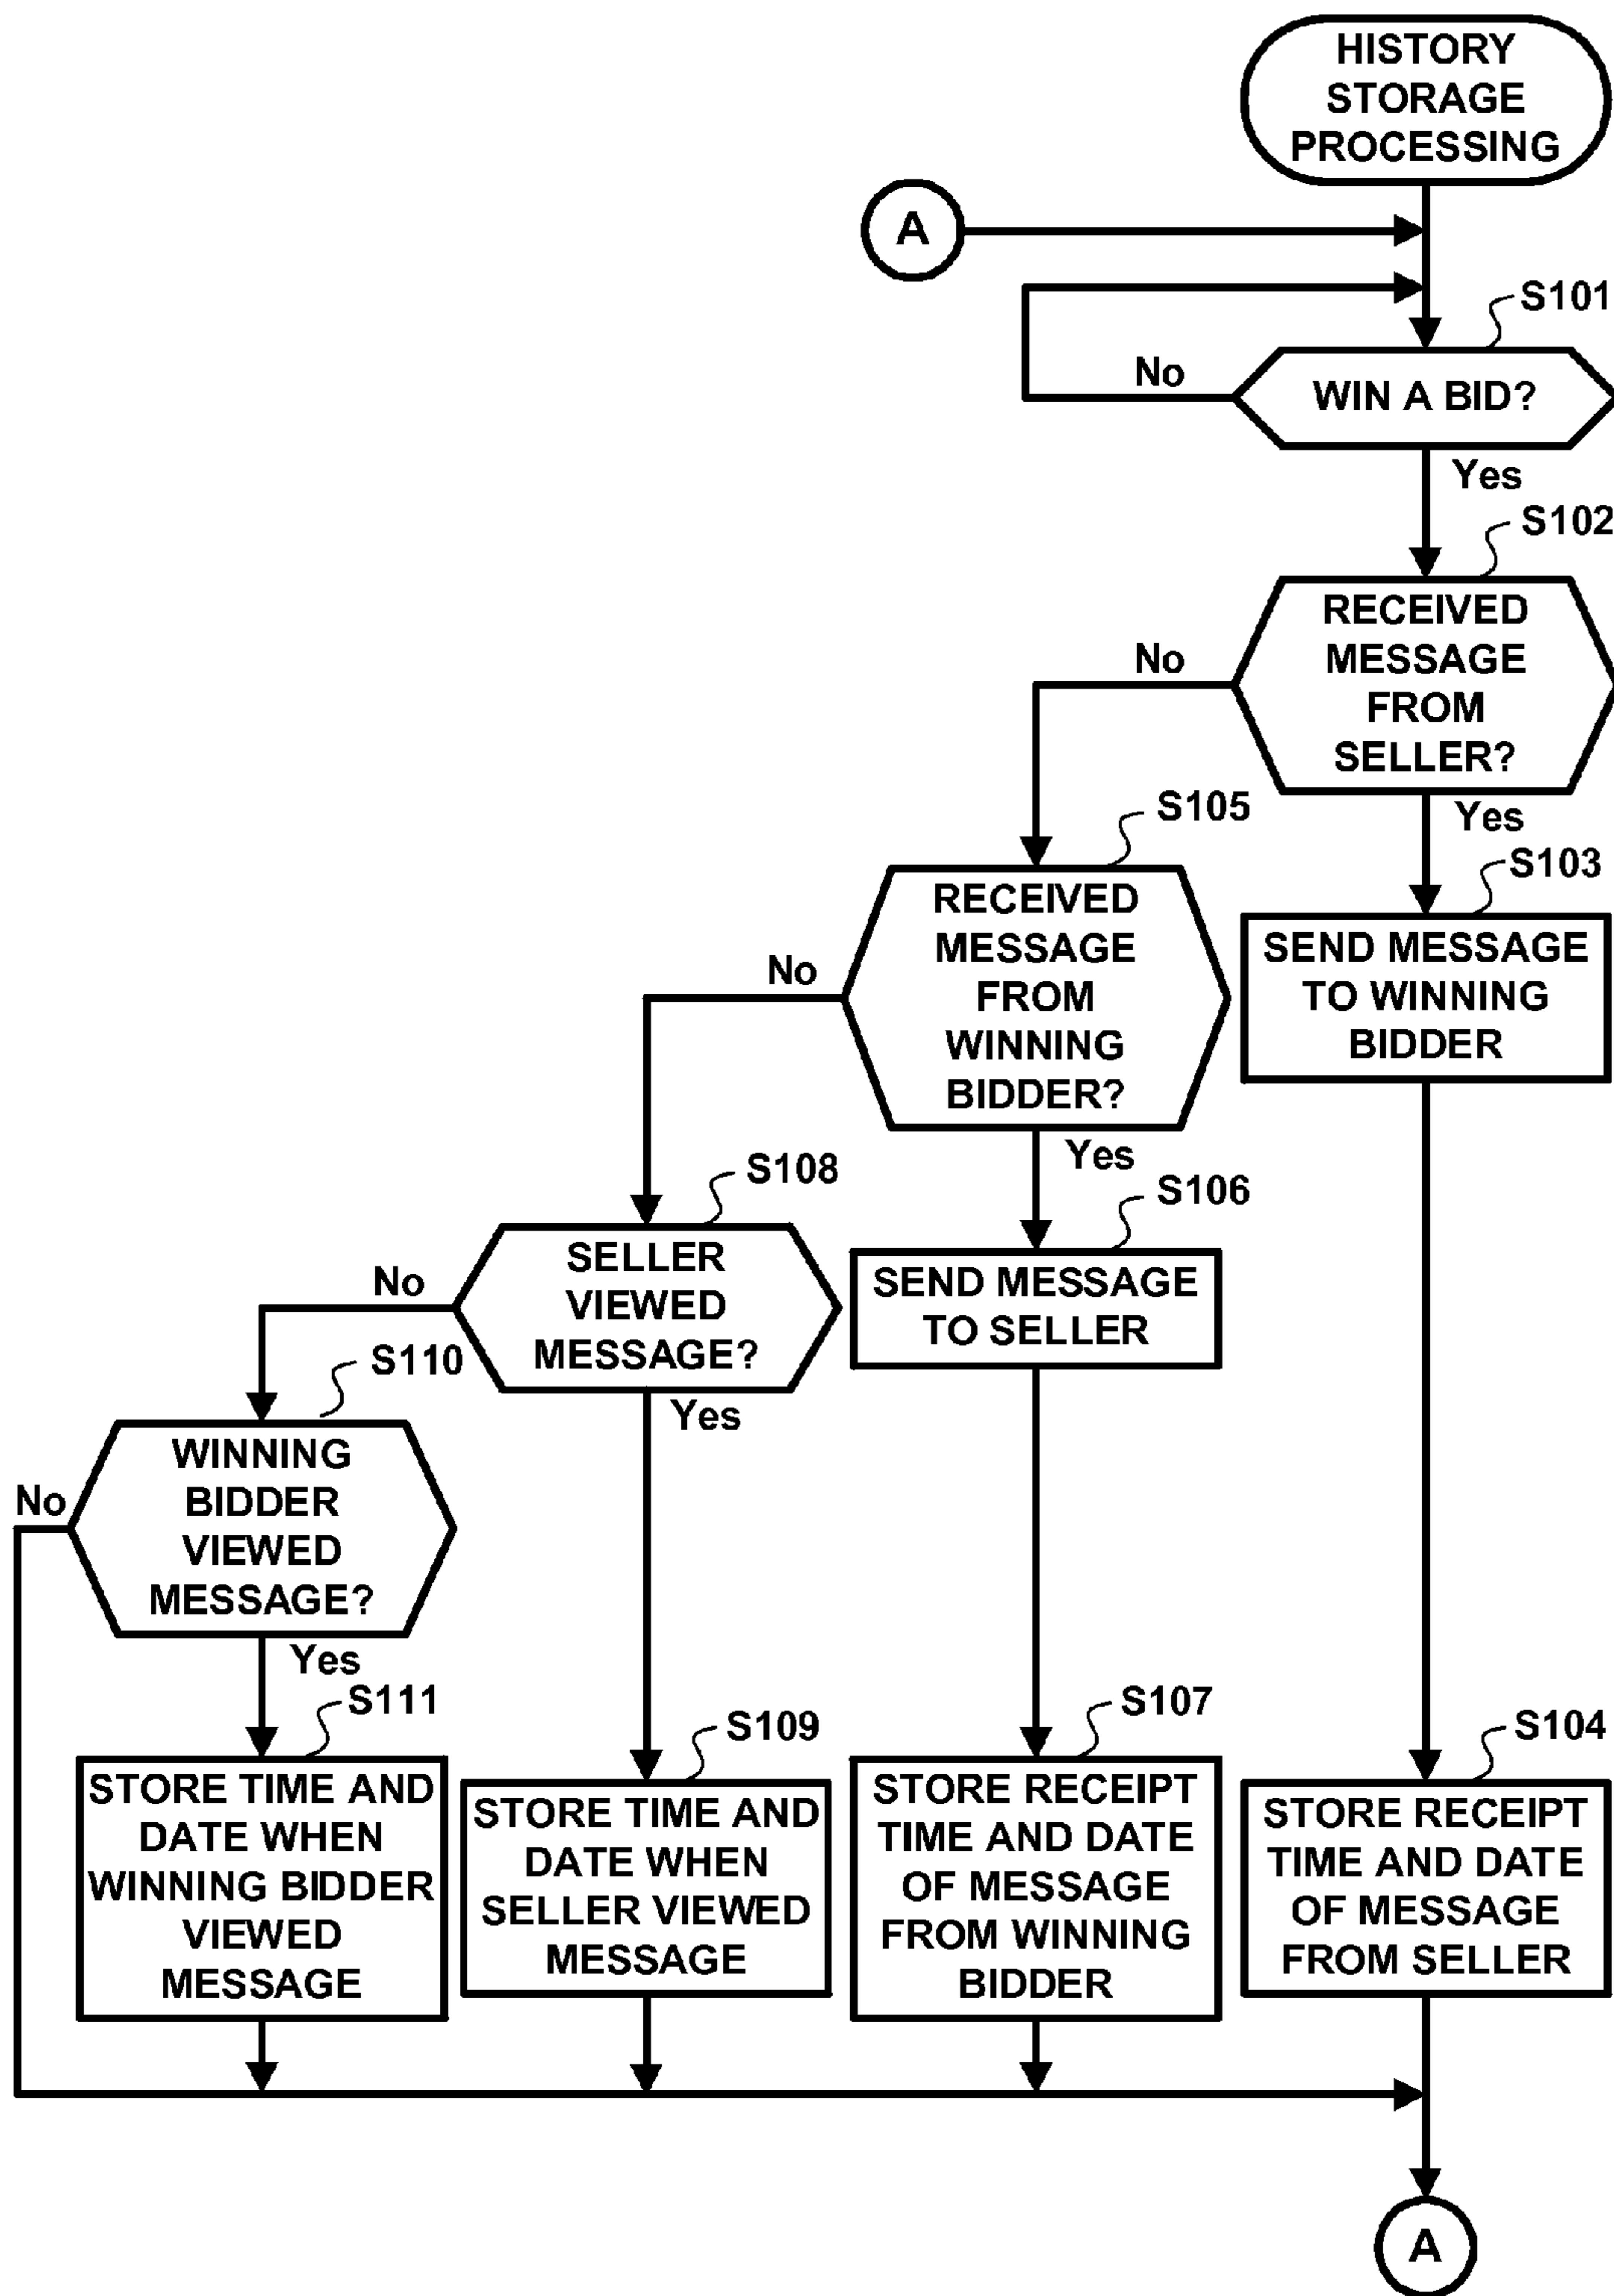 HISTORY
STORAGE
PROCESSING
A
S101
No
WIN A BID?
Yes
S102
RECEIVED
MESSAGE
FROM
SELLER?
No
Yes
S103
SEND MESSAGE
TO WINNING
BIDDER
S105
RECEIVED
MESSAGE
FROM
WINNING
BIDDER?
No
Yes
S106
SEND MESSAGE
TO SELLER
S108
SELLER
VIEWED
MESSAGE?
No
Yes
S110
WINNING
BIDDER
VIEWED
MESSAGE?
No
Yes
S111
STORE TIME AND
DATE WHEN
WINNING BIDDER
VIEWED
MESSAGE
S109
STORE TIME AND
DATE WHEN
SELLER VIEWED
MESSAGE
S107
STORE RECEIPT
TIME AND DATE
OF MESSAGE
FROM WINNING
BIDDER
S104
STORE RECEIPT
TIME AND DATE
OF MESSAGE
FROM SELLER
A